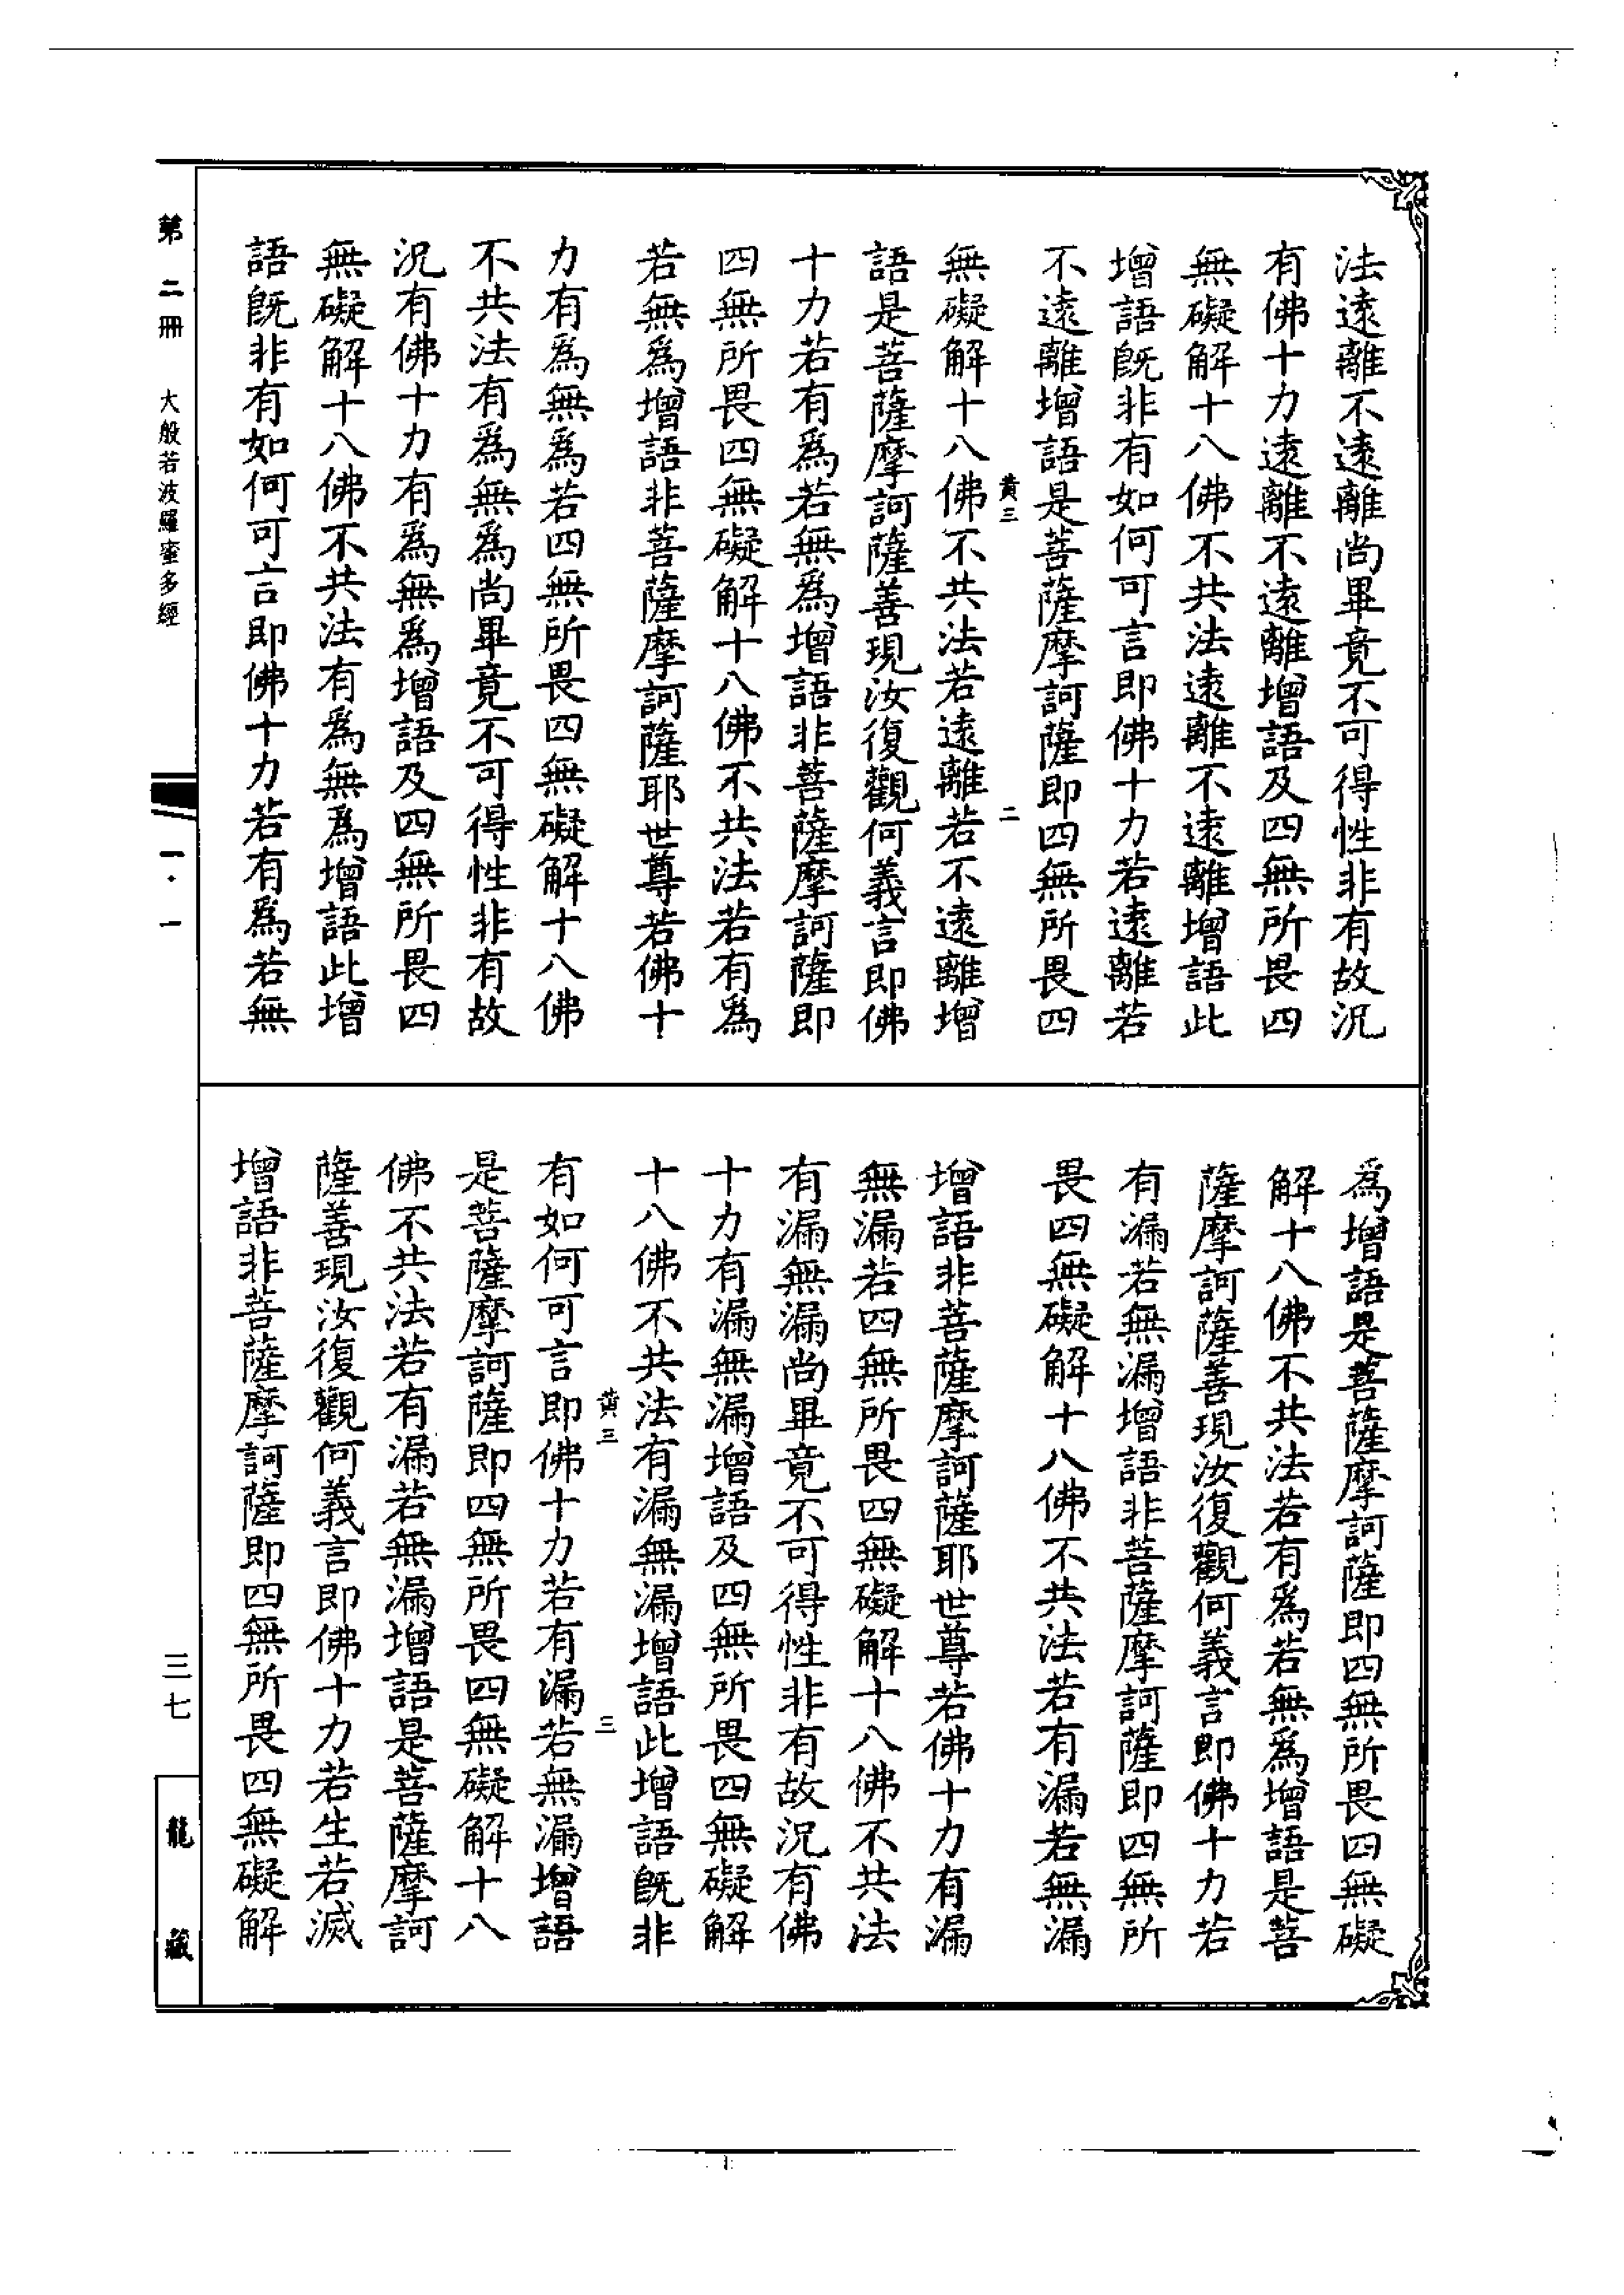 法遠離不遠離尚畢竟不可得性非有故況
有佛十力遠離不遠離增語及四無所畏四
無礙解十八佛不共法遠離不遠離增語此
增語旣非有如何可言即佛十力若遠離若
不遠離增語是菩薩摩訶薩即四無所畏四
黃三 二
無礙解十八佛不共法若遠離若不遠離增
語是菩薩摩訶薩善現汝復觀何義言即佛
十力若有爲若無爲增語非菩薩摩訶薩即
四無所畏四無礙解十八佛不共法若有爲
若無爲增語非菩薩摩訶薩耶世尊若佛十
力有爲無爲若四無所畏四無礙解十八佛
不共法有爲無爲尚畢竟不可得性非有故
況有佛十力有爲無爲增語及四無所畏四
無礙解十八佛不共法有爲無爲增語此增
語旣非有如何可言即佛十力若有爲若無
爲增語是菩薩摩訶薩即四無所畏四無礙
解十八佛不共法若有爲若無爲增語是菩
薩摩訶薩善現汝復觀何義言即佛十力若
有漏若無漏增語非菩薩摩訶薩即四無所
畏四無礙解十八佛不共法若有漏若無漏
增語非菩薩摩訶薩耶世尊若佛十力有漏
無漏若四無所畏四無礙解十八佛不共法
有漏無漏尚畢竟不可得性非有故況有佛
十力有漏無漏增語及四無所畏四無礙解
十八佛不共法有漏無漏增語此增語旣非
黃三 三
有如何可言即佛十力若有漏若無漏增語
是菩薩摩訶薩即四無所畏四無礙解十八
佛不共法若有漏若無漏增語是菩薩摩訶
薩善現汝復觀何義言即佛十力若生若滅
增語非菩薩摩訶薩即四無所畏四無礙解
第二冊 大般若波羅蜜多經 一·一 三七 龍藏